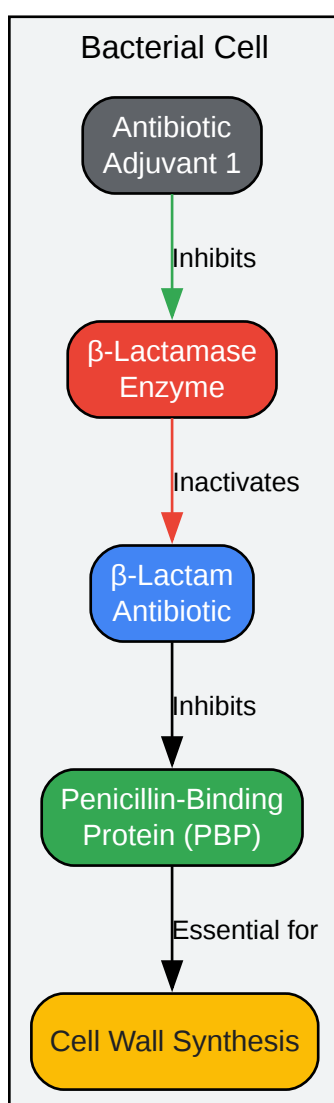 Bacterial Cell
Antibiotic
Adjuvant 1
Inhibits
β-Lactamase
Enzyme
Inactivates
β-Lactam
Antibiotic
Inhibits
Penicillin-Binding
Protein (PBP)
Essential for
Cell Wall Synthesis